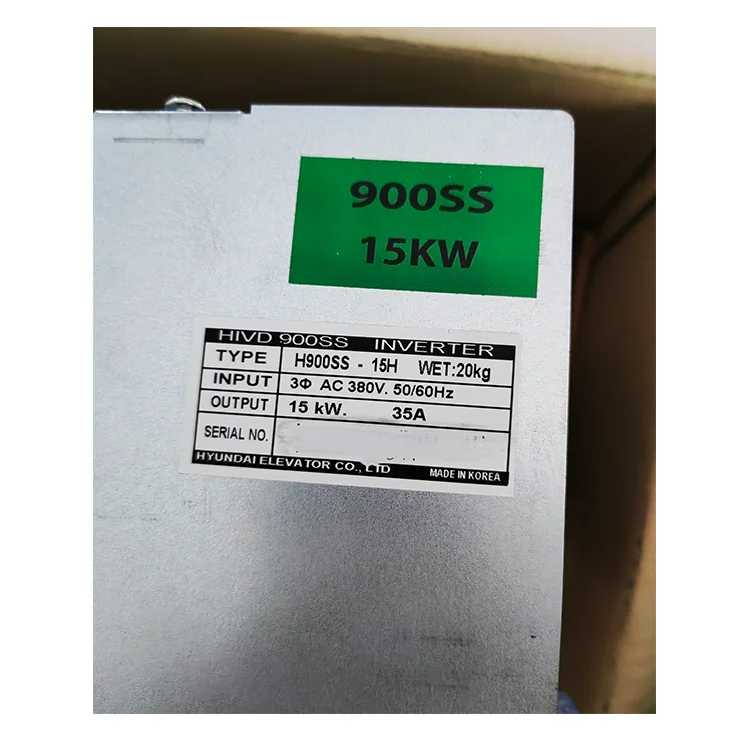 900SS
15KW
HIVD 900SS INVERTER
TYPE H900SS - 15H WET:20kg
INPUT 3Φ AC 380V. 50/60Hz
OUTPUT 15 kW. 35A
SERIAL NO.
HYUNDAI ELEVATOR CO., LTD MADE IN KOREA